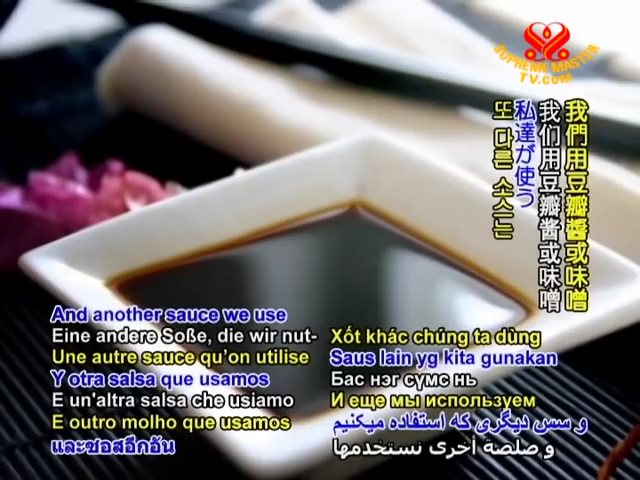 SUPREME MASTER
TV.COM
我們用豆瓣醬或味噌
我们用豆瓣酱或味噌
私達が使う
또 다른 소스는
And another sauce we use
Eine andere Soße, die wir nut-
Une autre sauce qu'on utilise
Y otra salsa que usamos
E un'altra salsa che usiamo
E outro molho que usamos
และซอสอีกอัน
Xốt khác chúng ta dùng
Saus lain yg kita gunakan
Бас нэг сүмс нь
И еще мы используем
و سس دیگری که استفاده میکنیم
و صلصة أخرى نستخدمها